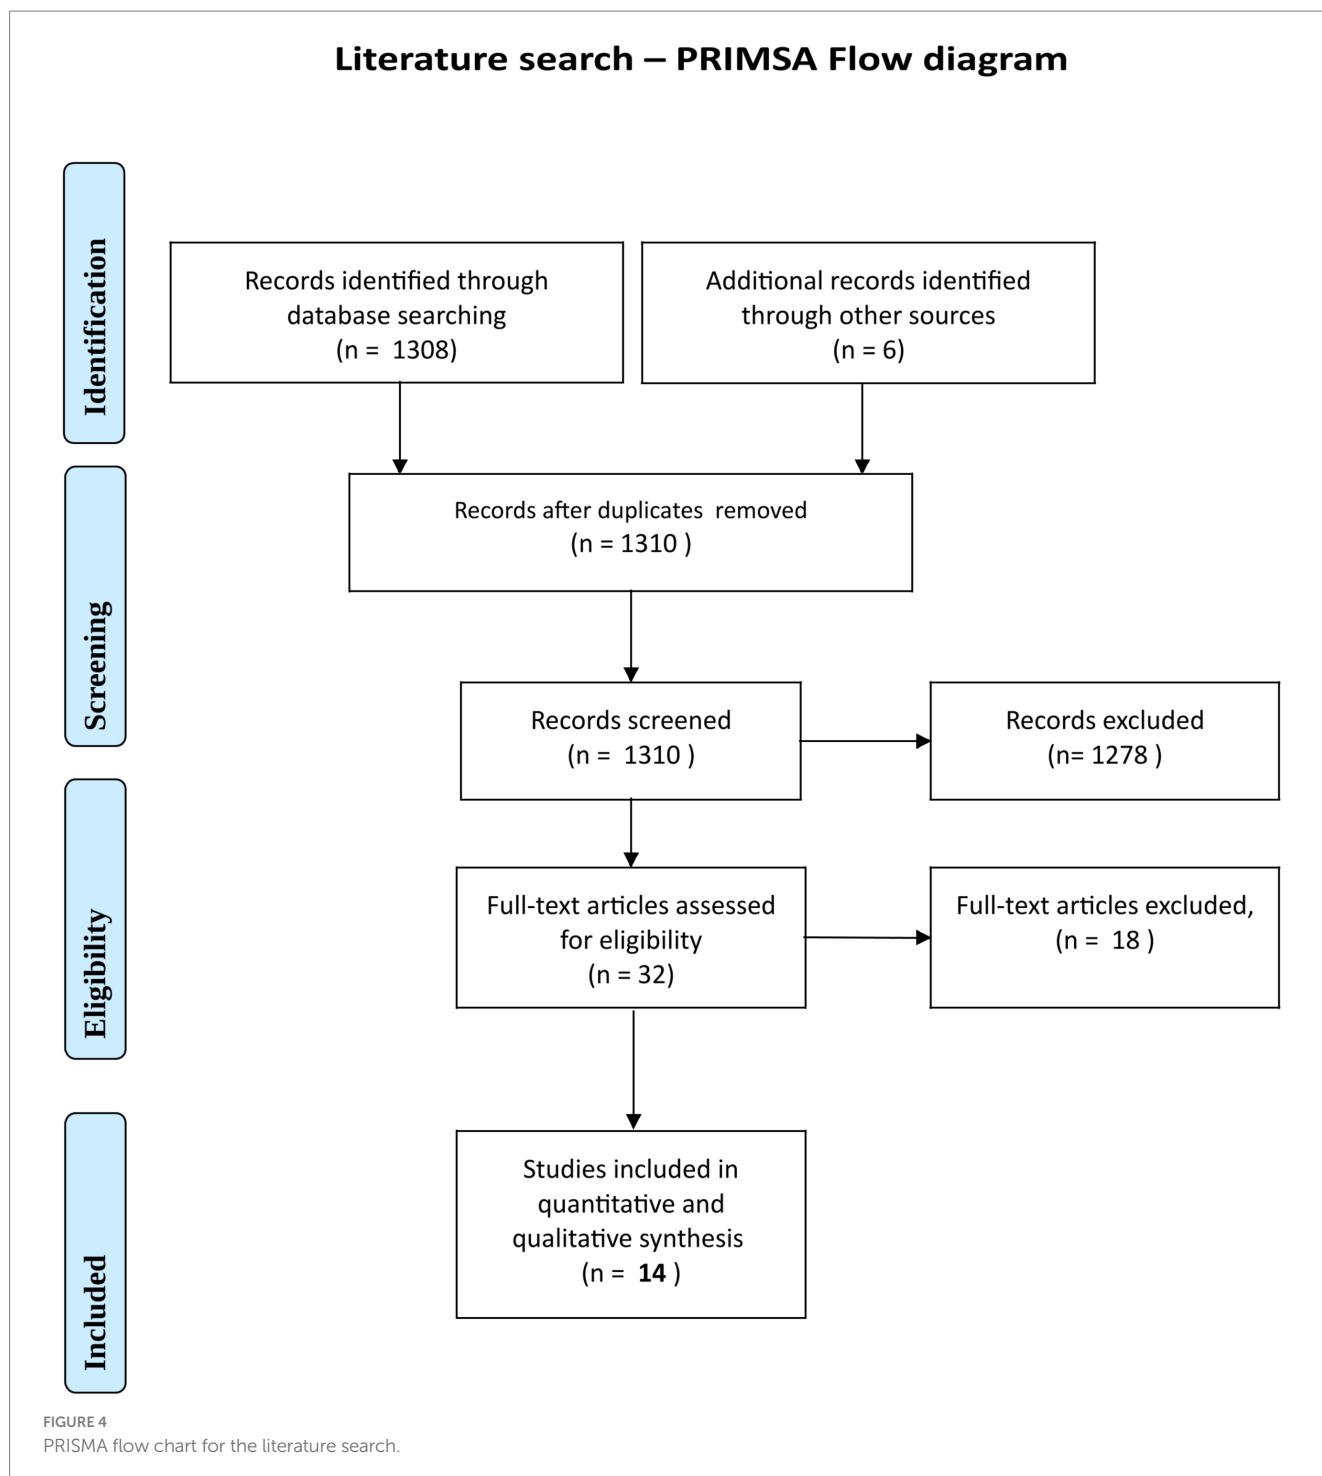 Literature search – PRIMSA Flow diagram
Identification
Records identified through
database searching
(n =  1308)
Additional records identified
through other sources
(n = 6)
Screening
Records after duplicates  removed
(n = 1310 )
Records screened
(n =  1310 )
Records excluded
(n= 1278 )
Eligibility
Full-text articles assessed
for eligibility
(n = 32)
Full-text articles excluded,
(n =  18 )
Included
Studies included in
quantitative and
qualitative synthesis
(n =  14 )
FIGURE 4
PRISMA flow chart for the literature search.